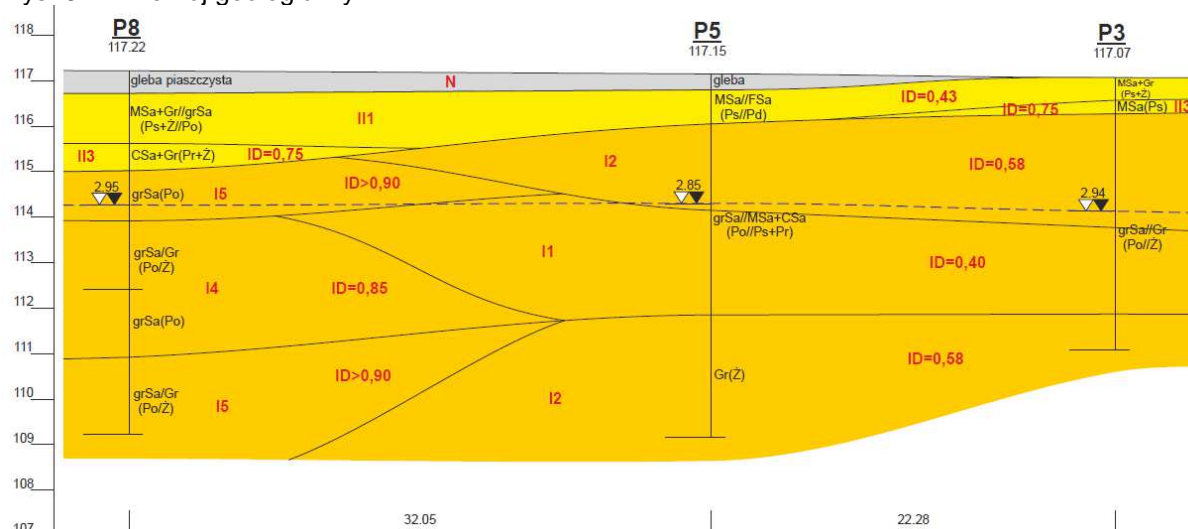 118
P8
117.22
P5
117.15
P3
117.07
117
gleba piaszczysta
N
gleba
MSa+Gr
(Ps+Ż)
MSa//FSa
(Ps//Pd)
ID=0,43
ID=0,75
MSa(Ps)
II3
MSa+Gr//grSa
(Ps+Ż//Po)
II1
116
II3
CSa+Gr(Pr+Ż)
ID=0,75
I2
ID=0,58
115
2.95
grSa(Po)
I5
ID>0,90
2.85
2.94
114
grSa//MSa+CSa
(Po//Ps+Pr)
grSa//Gr
(Po//Ż)
grSa/Gr
(Po/Ż)
I1
ID=0,40
113
I4
ID=0,85
112
grSa(Po)
111
ID>0,90
ID=0,58
Gr(Ż)
grSa/Gr
(Po/Ż)
I5
I2
110
109
108
32.05
22.28
107